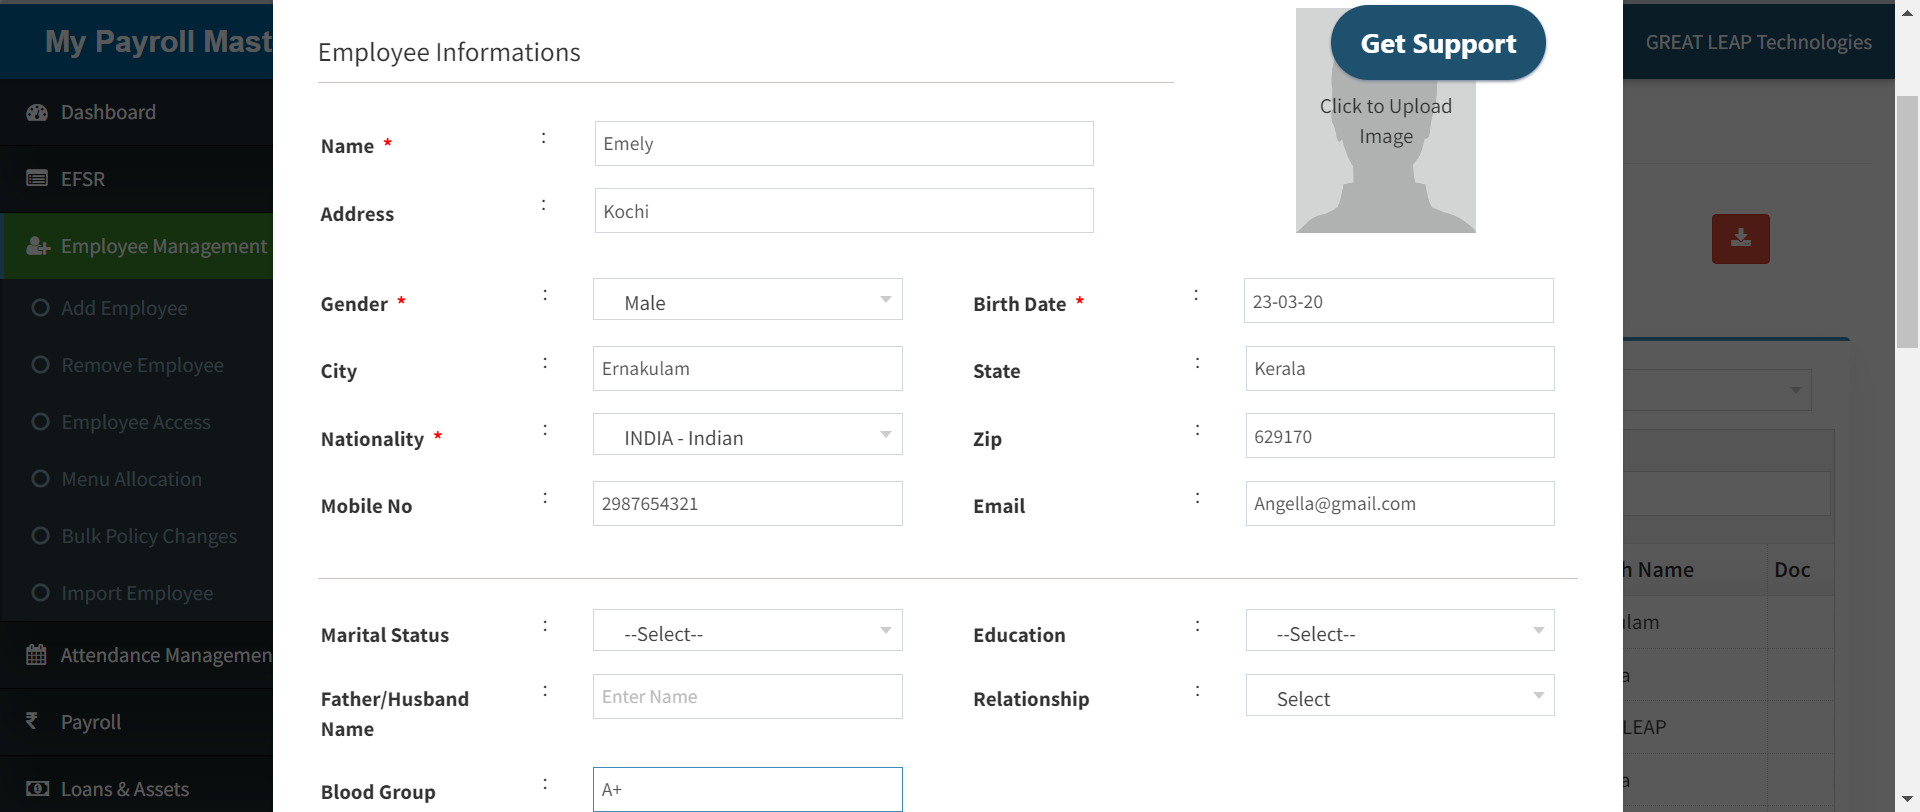 My Payroll Mast
GREAT LEAP Technologies
Dashboard
EFSR
Employee Management
Add Employee
Remove Employee
Employee Access
Menu Allocation
Bulk Policy Changes
Import Employee
Attendance Managemen
Payroll
Loans & Assets
Employee Informations
Get Support
Click to Upload
Image
Name * : Emely
Address : Kochi
Gender * : Male Birth Date * : 23-03-20
City : Ernakulam State : Kerala
Nationality * : INDIA - Indian Zip : 629170
Mobile No : 2987654321 Email : Angella@gmail.com
Marital Status : --Select-- Education : --Select--
Father/Husband : Enter Name Relationship : Select
Name
Blood Group : A+
h Name Doc
lam
a
LEAP
a